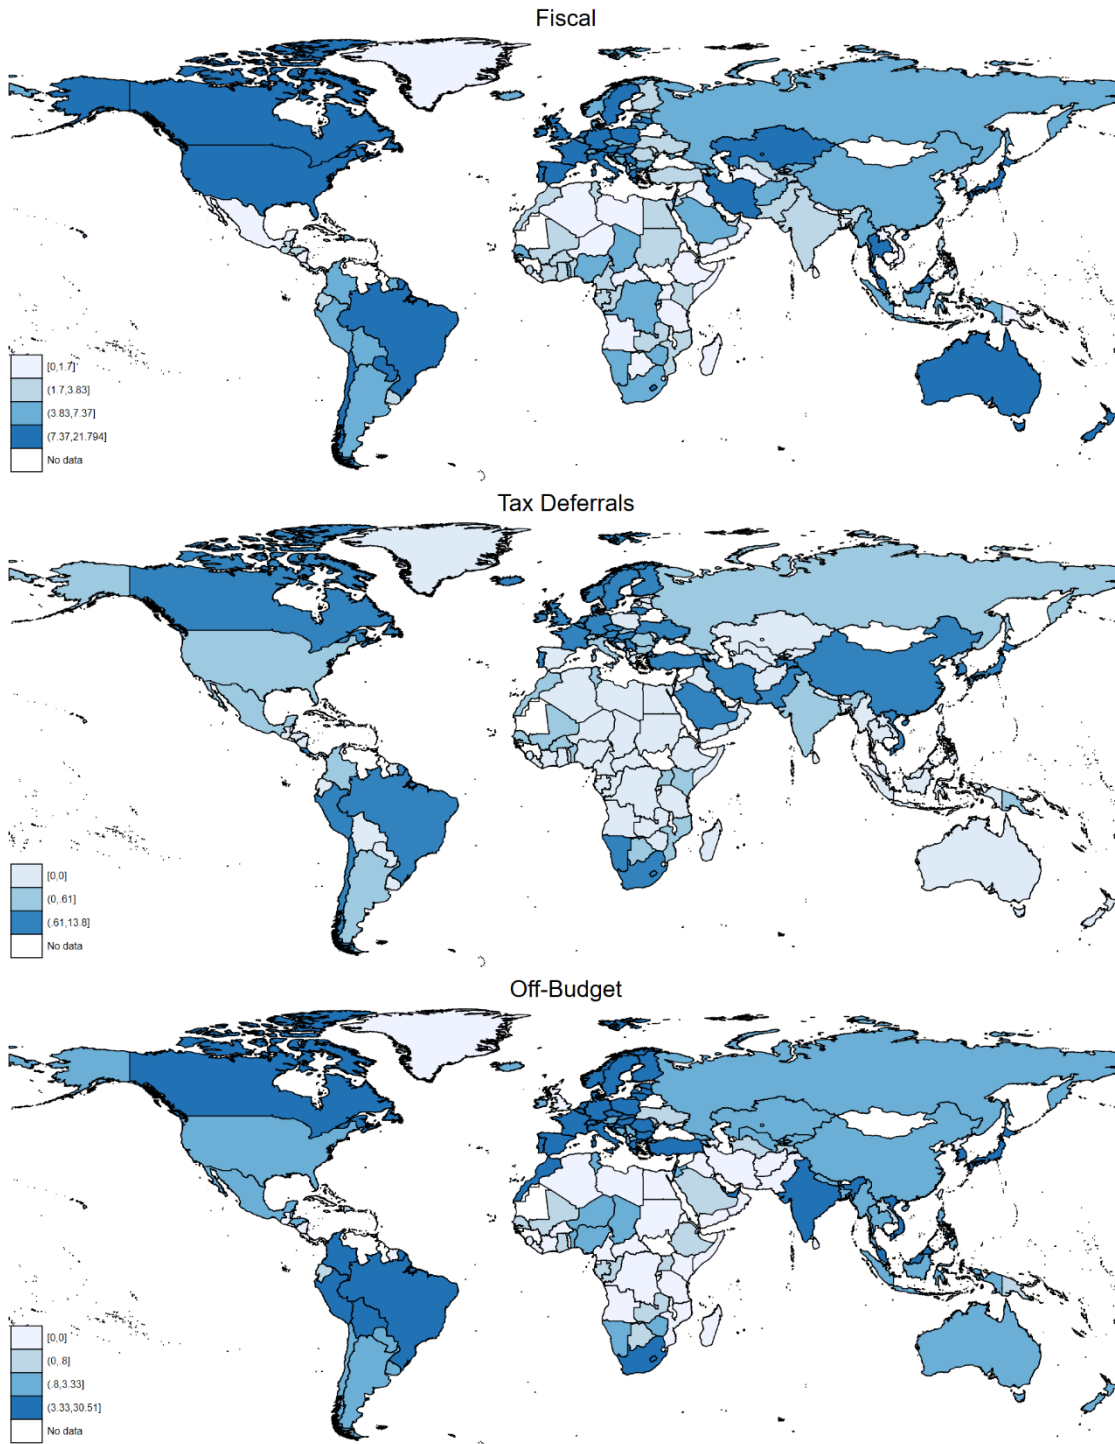 Fiscal
[0,1.7]
(1.7,3.83]
(3.83,7.37]
(7.37,21.794]
No data
Tax Deferrals
[0,0]
(0,.61]
(.61,13.8]
No data
Off-Budget
[0,0]
(0,.8]
(.8,3.33]
(3.33,30.51]
No data